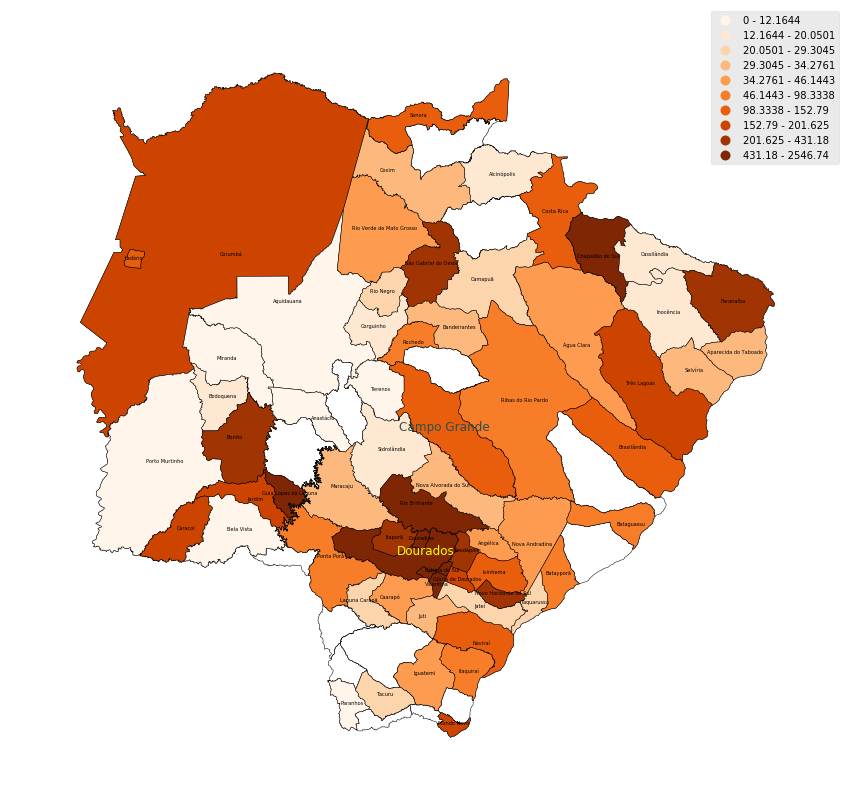 0 - 12.1644
12.1644 - 20.0501
20.0501 - 29.3045
29.3045 - 34.2761
34.2761 - 46.1443
46.1443 - 98.3338
98.3338 - 152.79
152.79 - 201.625
201.625 - 431.18
431.18 - 2546.74
Sonora
Coxim
Alcinópolis
Costa Rica
Rio Verde de Mato Grosso
Corumbá
Ladário
São Gabriel do Oeste
Chapadão do Sul
Cassilândia
Camapuã
Rio Negro
Aquidauana
Paranaíba
Inocência
Corguinho
Bandeirantes
Rochedo
Água Clara
Aparecida do Taboado
Miranda
Selvíria
Três Lagoas
Terenos
Bodoquena
Ribas do Rio Pardo
Anastácio
Campo Grande
Bonito
Brasilândia
Sidrolândia
Porto Murtinho
Nova Alvorada do Sul
Maracaju
Guia Lopes da Laguna
Jardim
Rio Brilhante
Bataguassu
Caracol
Bela Vista
Itaporã
Angélica
Nova Andradina
Dourados
Ponta Porã
Ivinhema
Batayporã
Glória de Dourados
Novo Horizonte do Sul
Laguna Carapã
Caarapó
Taquarussu
Jateí
Juti
Naviraí
Iguatemi
Itaquiraí
Tacuru
Paranhos
Mundo Novo